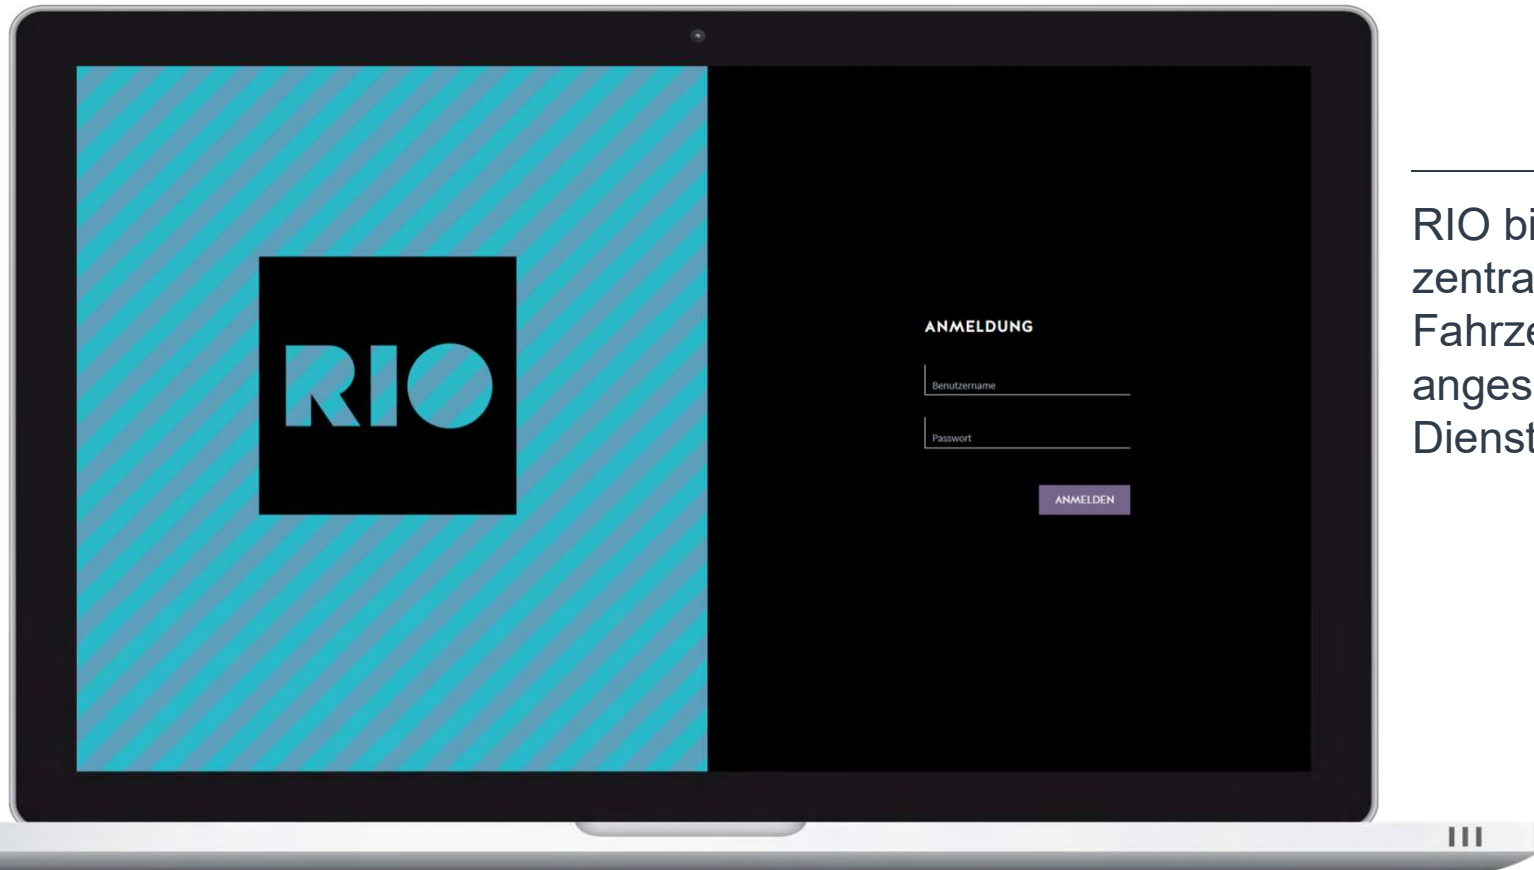 RIO
ANMELDUNG
Benutzername
Passwort
ANMELDEN
RIO bi
zentra
Fahrze
anges
Dienst